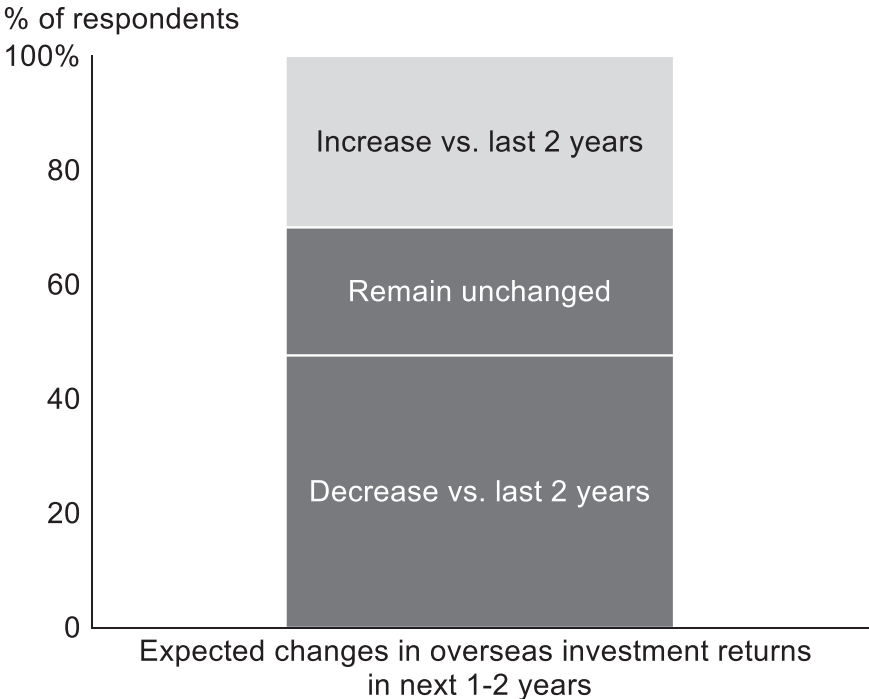 % of respondents
100%
80
60
40
20
0
Increase vs. last 2 years
Remain unchanged
Decrease vs. last 2 years
Expected changes in overseas investment returns
in next 1-2 years